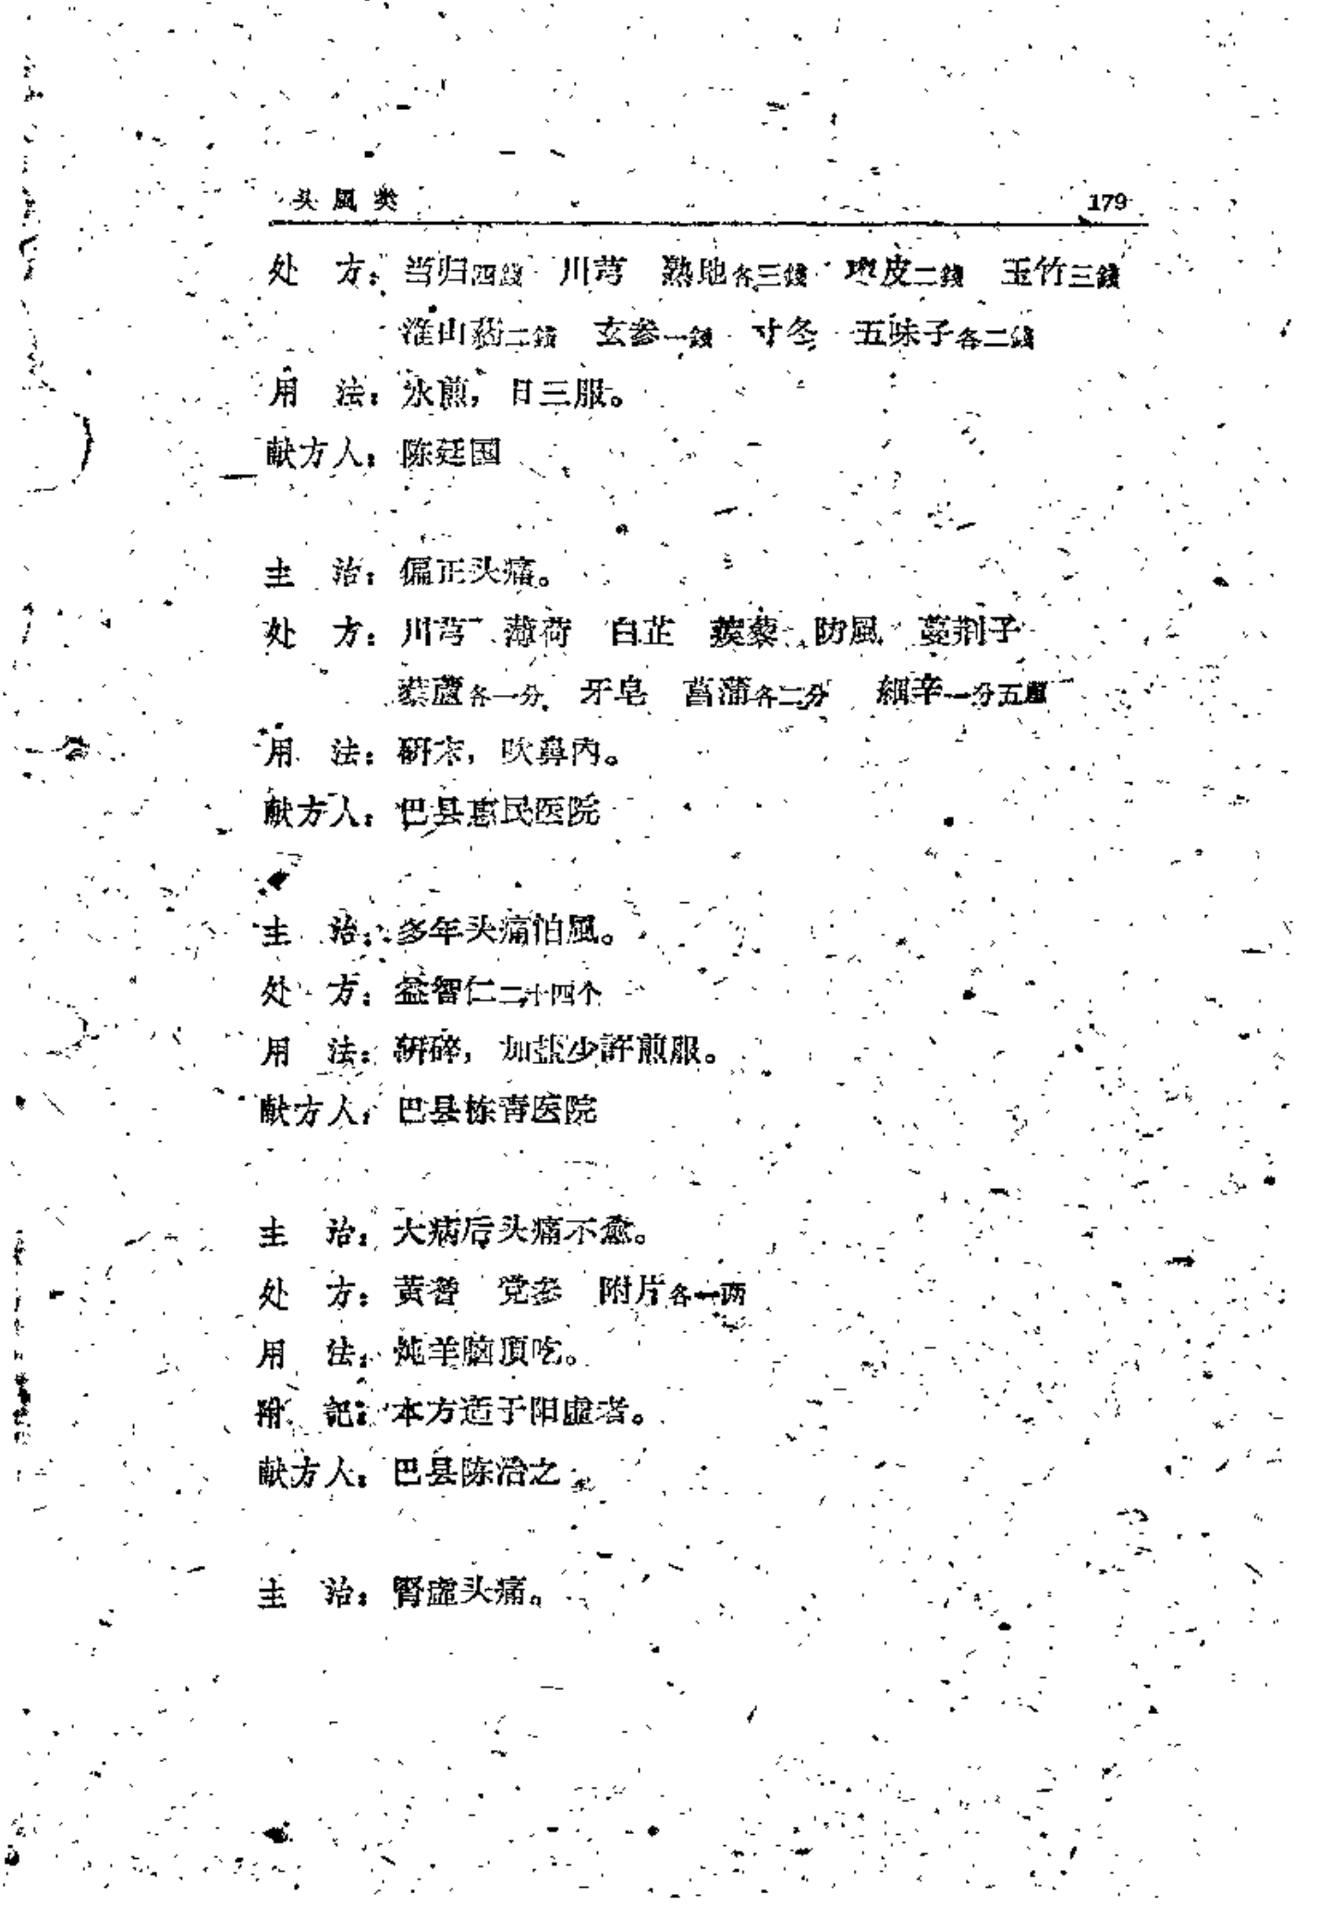 头風类 179
处　方：当归四錢　川芎　熟地各三錢　皮二錢　玉竹三錢
淮山药二錢　玄参一錢　寸冬　五味子各二錢
用　法：水煎，日三服。
献方人：陈廷国
主　治：偏正头痛。
处　方：川芎　薄荷　白芷　蒺藜　防風　蔓荆子
藜蘆各一分　牙皂　菖蒲各二分　細辛一分五厘
用　法：研末，吹鼻内。
献方人：巴县惠民医院
主　治：多年头痛怕風。
处　方：益智仁二十四个
用　法：研碎，加盐少許煎服。
献方人：巴县栋青医院
主　治：大病后头痛不愈。
处　方：黄蓍　党参　附片各一两
用　法：炖羊脑頂吃。
附　記：本方适于阳虚者。
献方人：巴县陈治之
主　治：腎虚头痛。